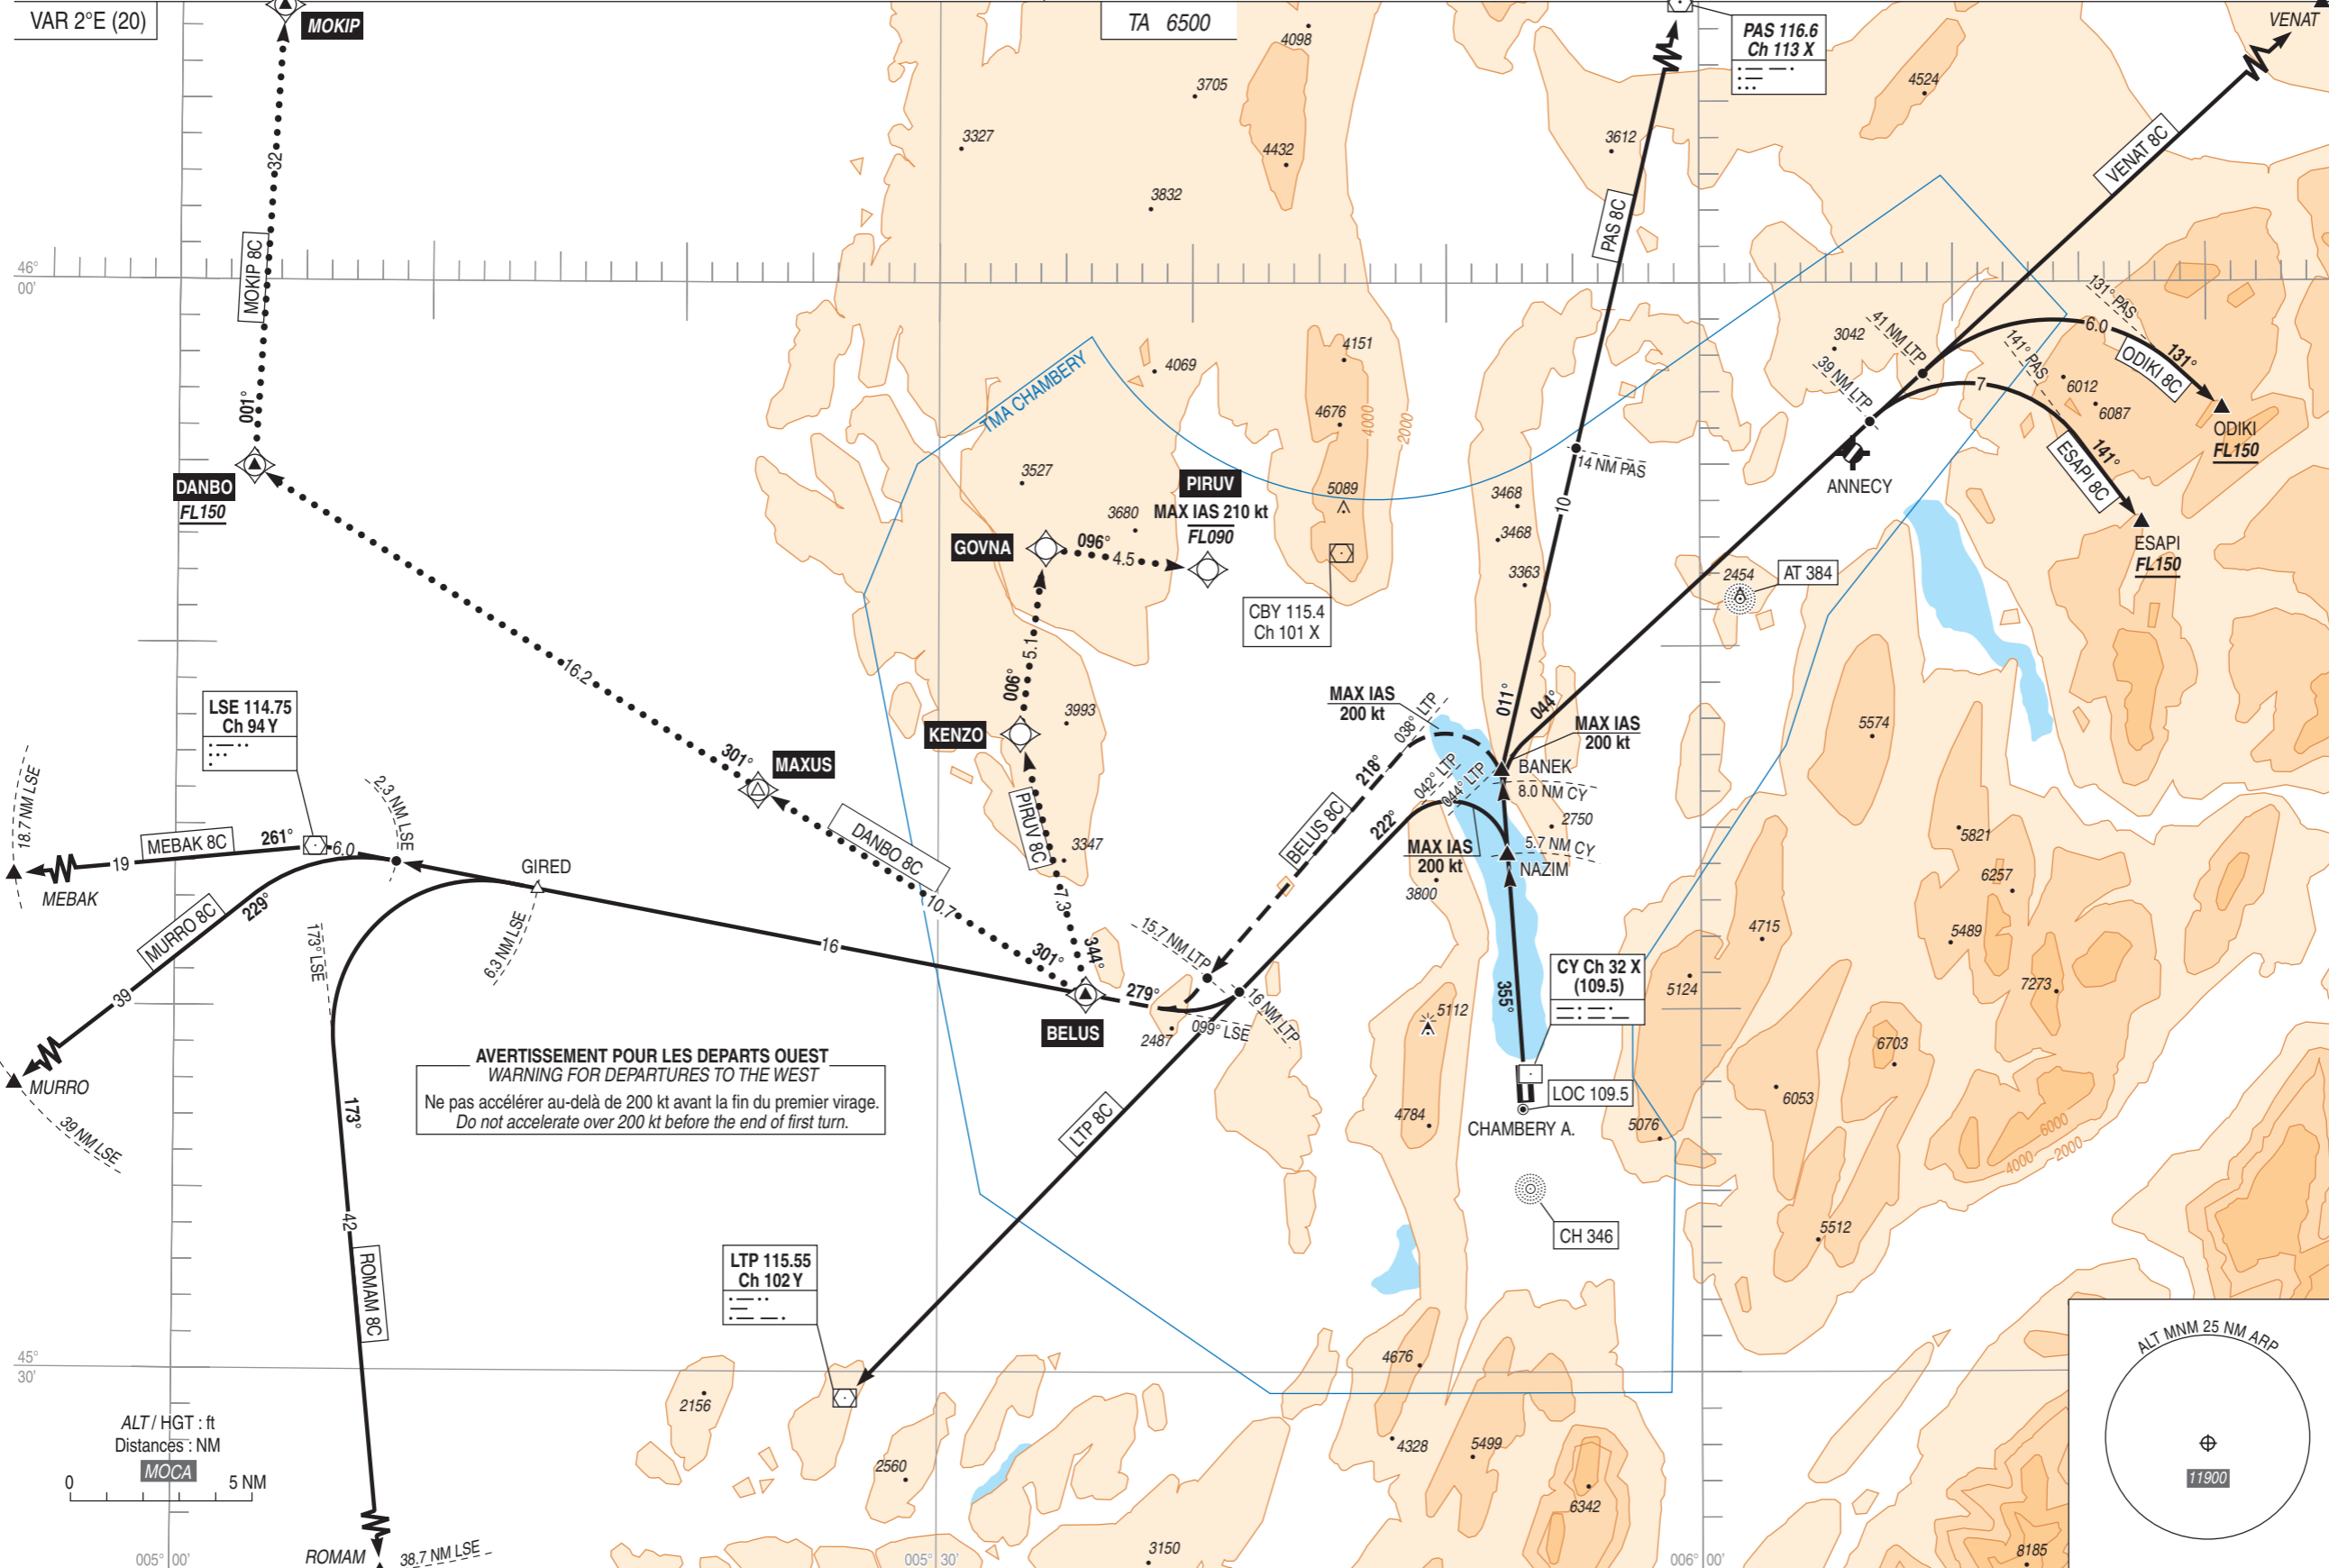 VAR 2°E (20)
MOKIP
TA 6500
PAS 116.6
Ch 113 X
VENAT
4098
3705
4524
3327
4432
3612
3832
32
MOKIP 8C
PAS 8C
VENAT 8C
46°
00'
001°
TMA CHAMBERY
4069
4151
4676
4000
2000
3042
41 NM LTP
39 NM LTP
131° PAS
141° PAS
6.0
131°
ODIKI 8C
6012
6087
7
ODIKI
FL150
141°
ESAPI 8C
ESAPI
FL150
ANNECY
DANBO
FL150
3527
3680
PIRUV
MAX IAS 210 kt
FL090
5089
14 NM PAS
10
3468
3468
3363
GOVNA
096°
4.5
CBY 115.4
Ch 101 X
2454
AT 384
16.2
5.1
006°
3993
KENZO
MAX IAS
200 kt
038° LTP
011°
044°
MAX IAS
200 kt
5574
LSE 114.75
Ch 94 Y
301°
MAXUS
BANEK
8.0 NM CY
218°
042° LTP
044° LTP
BELUS 8C
222°
2750
5.7 NM CY
NAZIM
MAX IAS
200 kt
3800
5821
6257
18.7 NM LSE
2.3 NM LSE
MEBAK 8C
261°
6.0
19
MEBAK
GIRED
DANBO 8C
PIRUV 8C
3347
7.3
10.7
MURRO 8C
229°
173° LSE
6.3 NM LSE
16
301°
344°
15.7 NM LTP
279°
16 NM LTP
099° LSE
2487
BELUS
4715
5489
CY Ch 32 X
(109.5)
355°
5124
7273
5112
39
MURRO
39 NM LSE
AVERTISSEMENT POUR LES DEPARTS OUEST
WARNING FOR DEPARTURES TO THE WEST
Ne pas accélérer au-delà de 200 kt avant la fin du premier virage.
Do not accelerate over 200 kt before the end of first turn.
6703
6053
LOC 109.5
4784
CHAMBERY A.
5076
6000
4000
2000
173°
LTP 8C
CH 346
5512
42
ROMAM 8C
LTP 115.55
Ch 102 Y
45°
30'
4676
ALT MNM 25 NM ARP
11900
2156
ALT / HGT : ft
Distances : NM
MOCA
0 5 NM
2560
4328
5499
6342
3150
8185
ROMAM
38.7 NM LSE
005° 00'
005° 30'
006° 00'